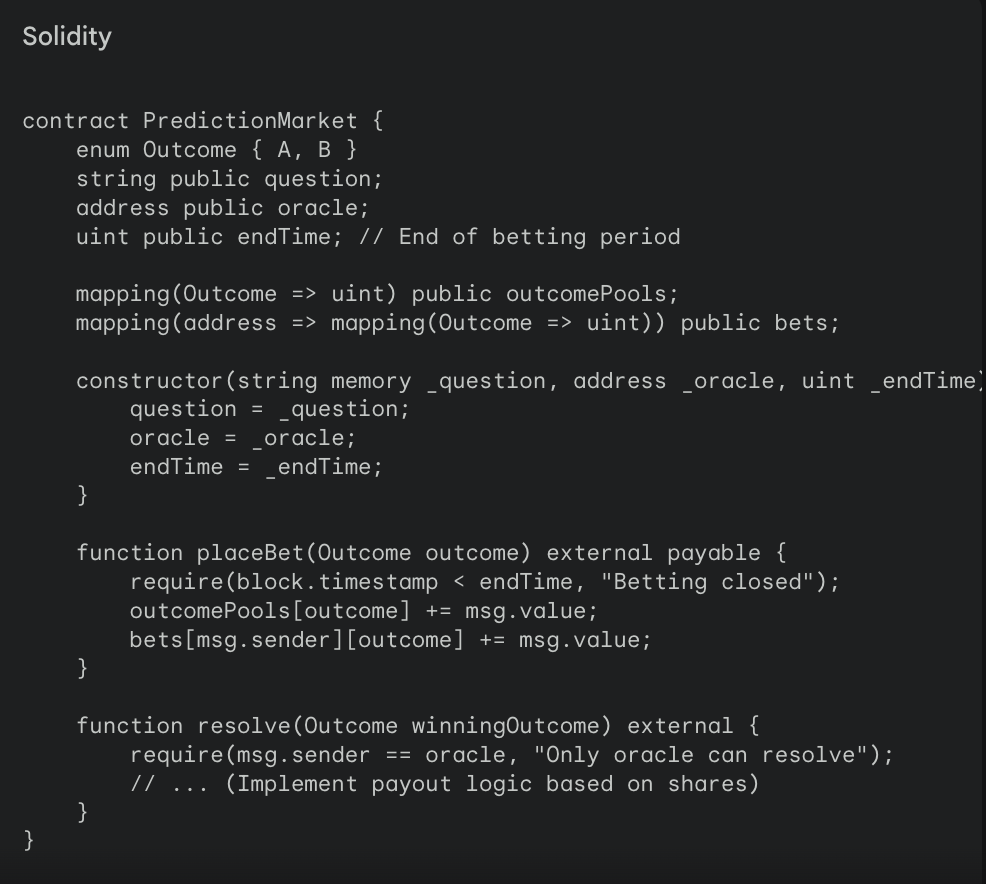 Solidity
contract PredictionMarket {
    enum Outcome { A, B }
    string public question;
    address public oracle;
    uint public endTime; // End of betting period
    mapping(Outcome => uint) public outcomePools;
    mapping(address => mapping(Outcome => uint)) public bets;
    constructor(string memory _question, address _oracle, uint _endTime)
        question = _question;
        oracle = _oracle;
        endTime = _endTime;
    }
    function placeBet(Outcome outcome) external payable {
        require(block.timestamp < endTime, "Betting closed");
        outcomePools[outcome] += msg.value;
        bets[msg.sender][outcome] += msg.value;
    }
    function resolve(Outcome winningOutcome) external {
        require(msg.sender == oracle, "Only oracle can resolve");
        // ... (Implement payout logic based on shares)
    }
}